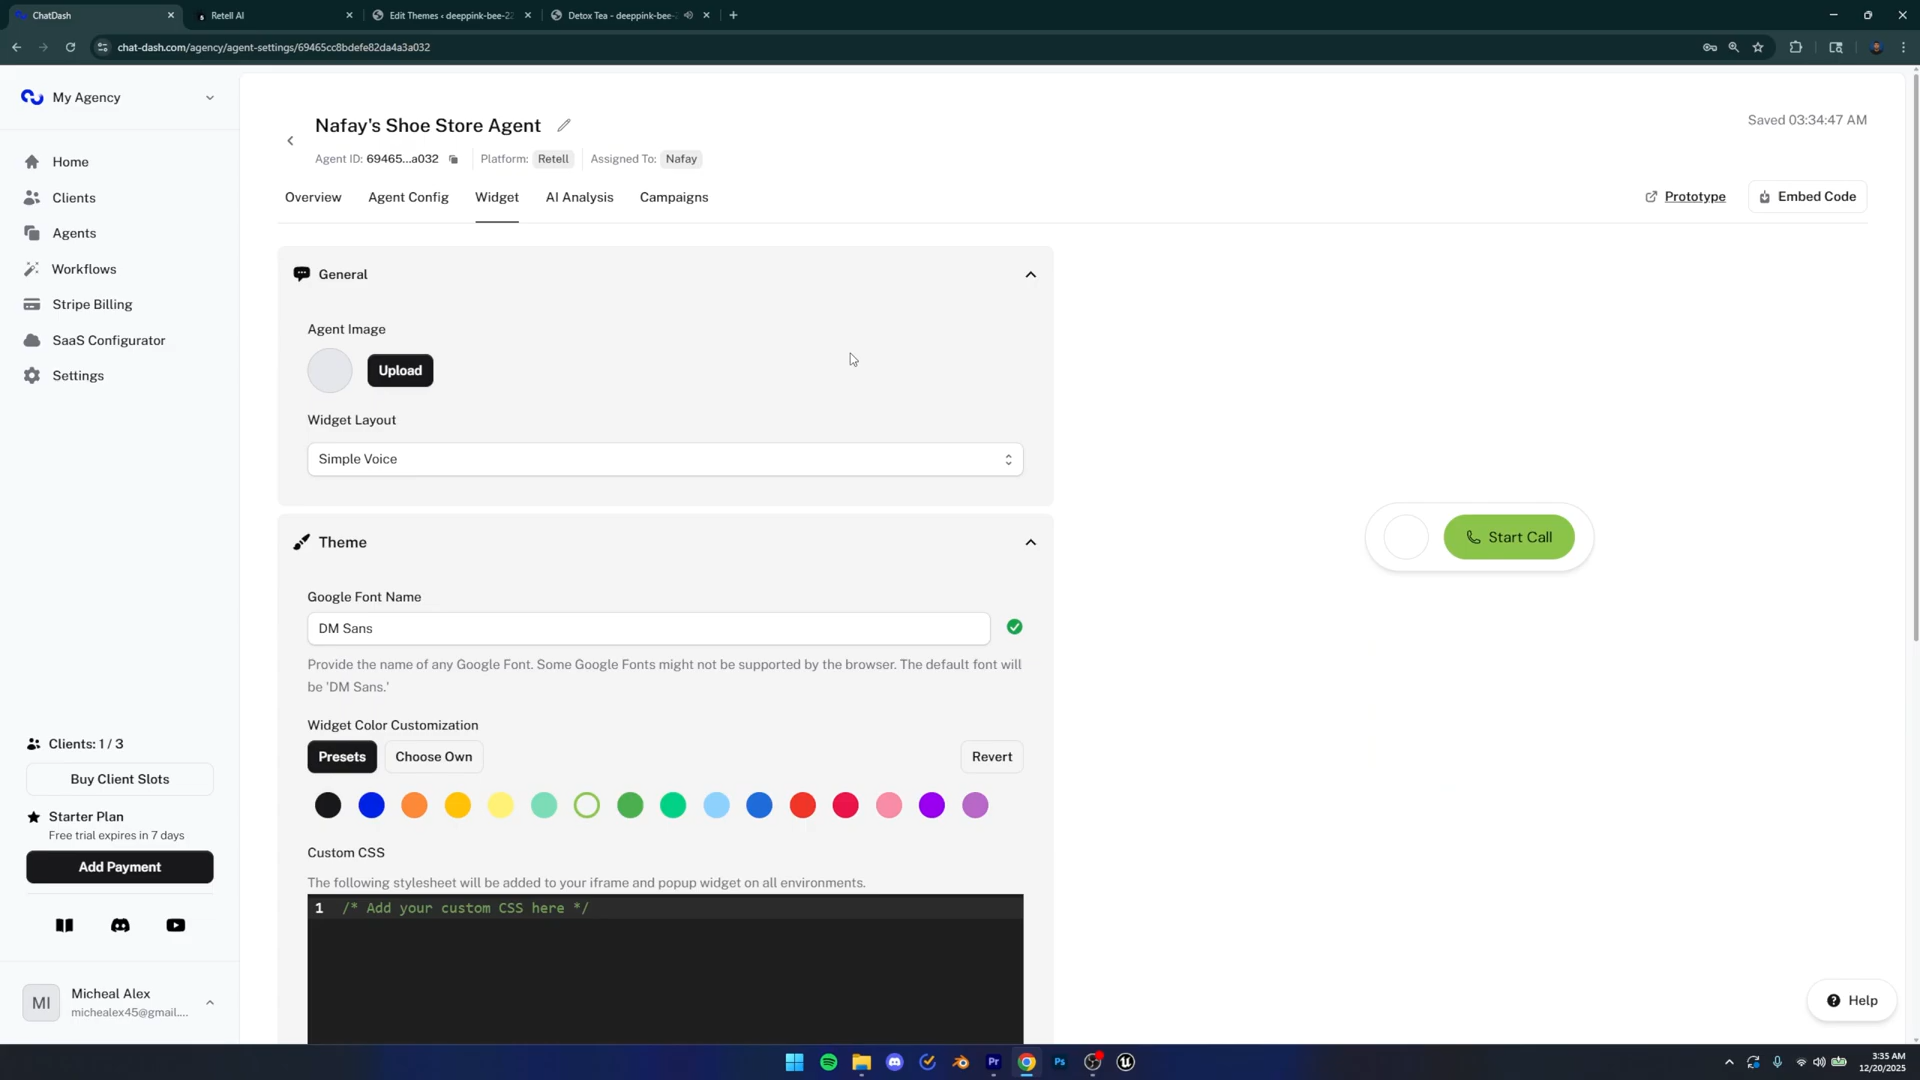 ChatDash
Retell AI
Edit Themes ‹ deeppink-bee-22
Detox Tea - deeppink-bee-2
chat-dash.com/agency/agent-settings/69465cc8bdefe82da4a3a032
My Agency
Home
Clients
Agents
Workflows
Stripe Billing
SaaS Configurator
Settings
Clients: 1 / 3
Buy Client Slots
Starter Plan
Free trial expires in 7 days
Add Payment
MI
Micheal Alex
michealex45@gmail....
Nafay's Shoe Store Agent
Saved 03:34:47 AM
Agent ID: 69465...a032 Platform: Retell Assigned To: Nafay
Overview Agent Config Widget AI Analysis Campaigns
Prototype Embed Code
General
Agent Image
Upload
Widget Layout
Simple Voice
Theme
Google Font Name
DM Sans
Provide the name of any Google Font. Some Google Fonts might not be supported by the browser. The default font will
be 'DM Sans.'
Widget Color Customization
Presets Choose Own Revert
Custom CSS
The following stylesheet will be added to your iframe and popup widget on all environments.
1 /* Add your custom CSS here */
Start Call
Help
Pr
Ps
3:35 AM
12/20/2025